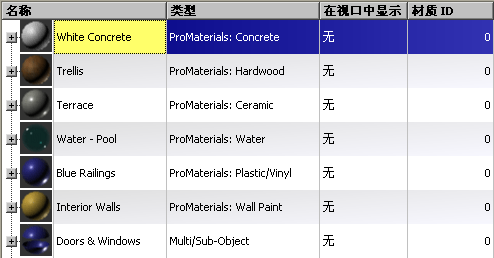 名称 类型 在视口中显示 材质 ID
White Concrete ProMaterials: Concrete 无 0
Trellis ProMaterials: Hardwood 无 0
Terrace ProMaterials: Ceramic 无 0
Water - Pool ProMaterials: Water 无 0
Blue Railings ProMaterials: Plastic/Vinyl 无 0
Interior Walls ProMaterials: Wall Paint 无 0
Doors & Windows Multi/Sub-Object 无 0